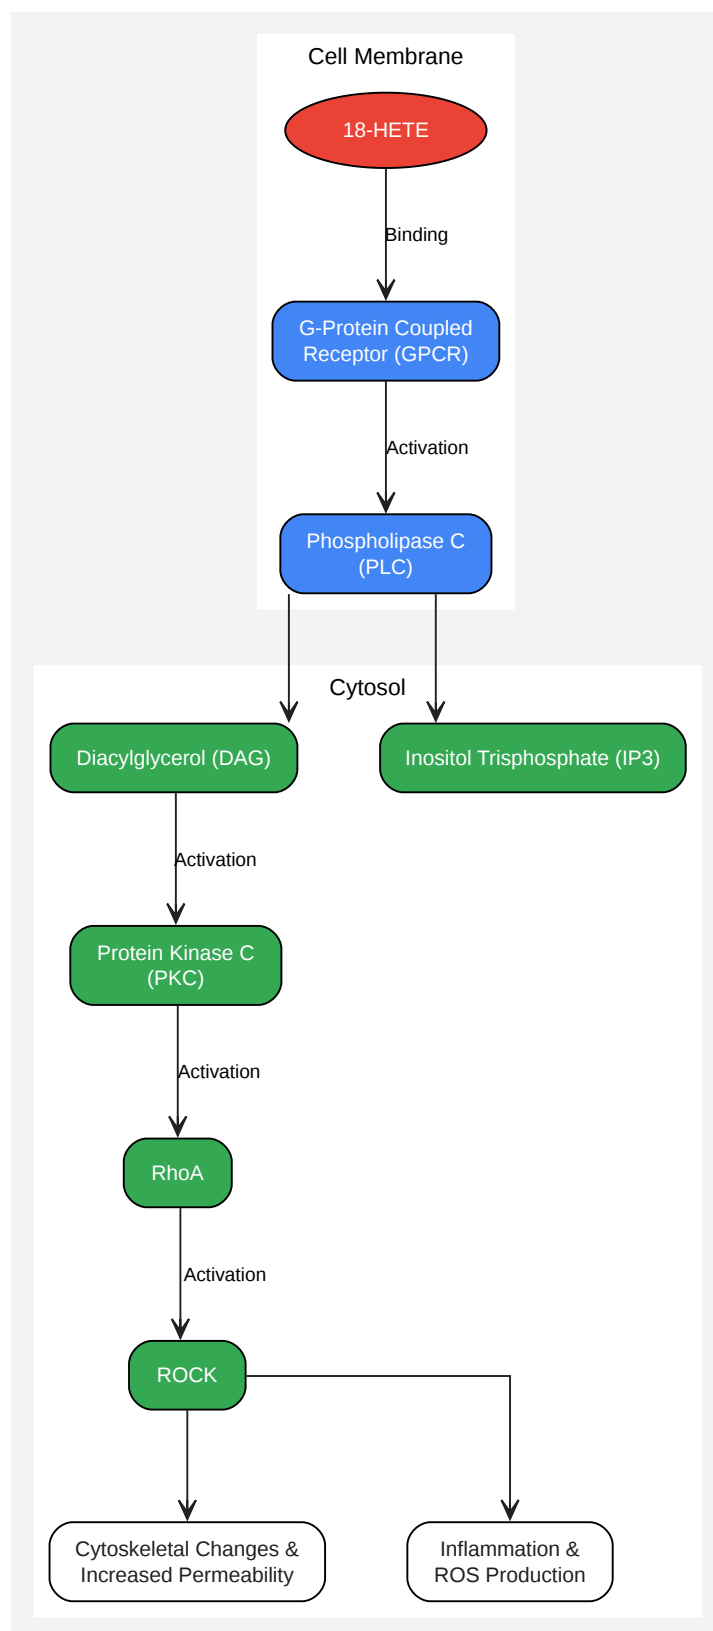 Cell Membrane
18-HETE
Binding
G-Protein Coupled
Receptor (GPCR)
Activation
Phospholipase C
(PLC)
Cytosol
Diacylglycerol (DAG)
Inositol Trisphosphate (IP3)
Activation
Protein Kinase C
(PKC)
Activation
RhoA
Activation
ROCK
Cytoskeletal Changes &
Increased Permeability
Inflammation &
ROS Production